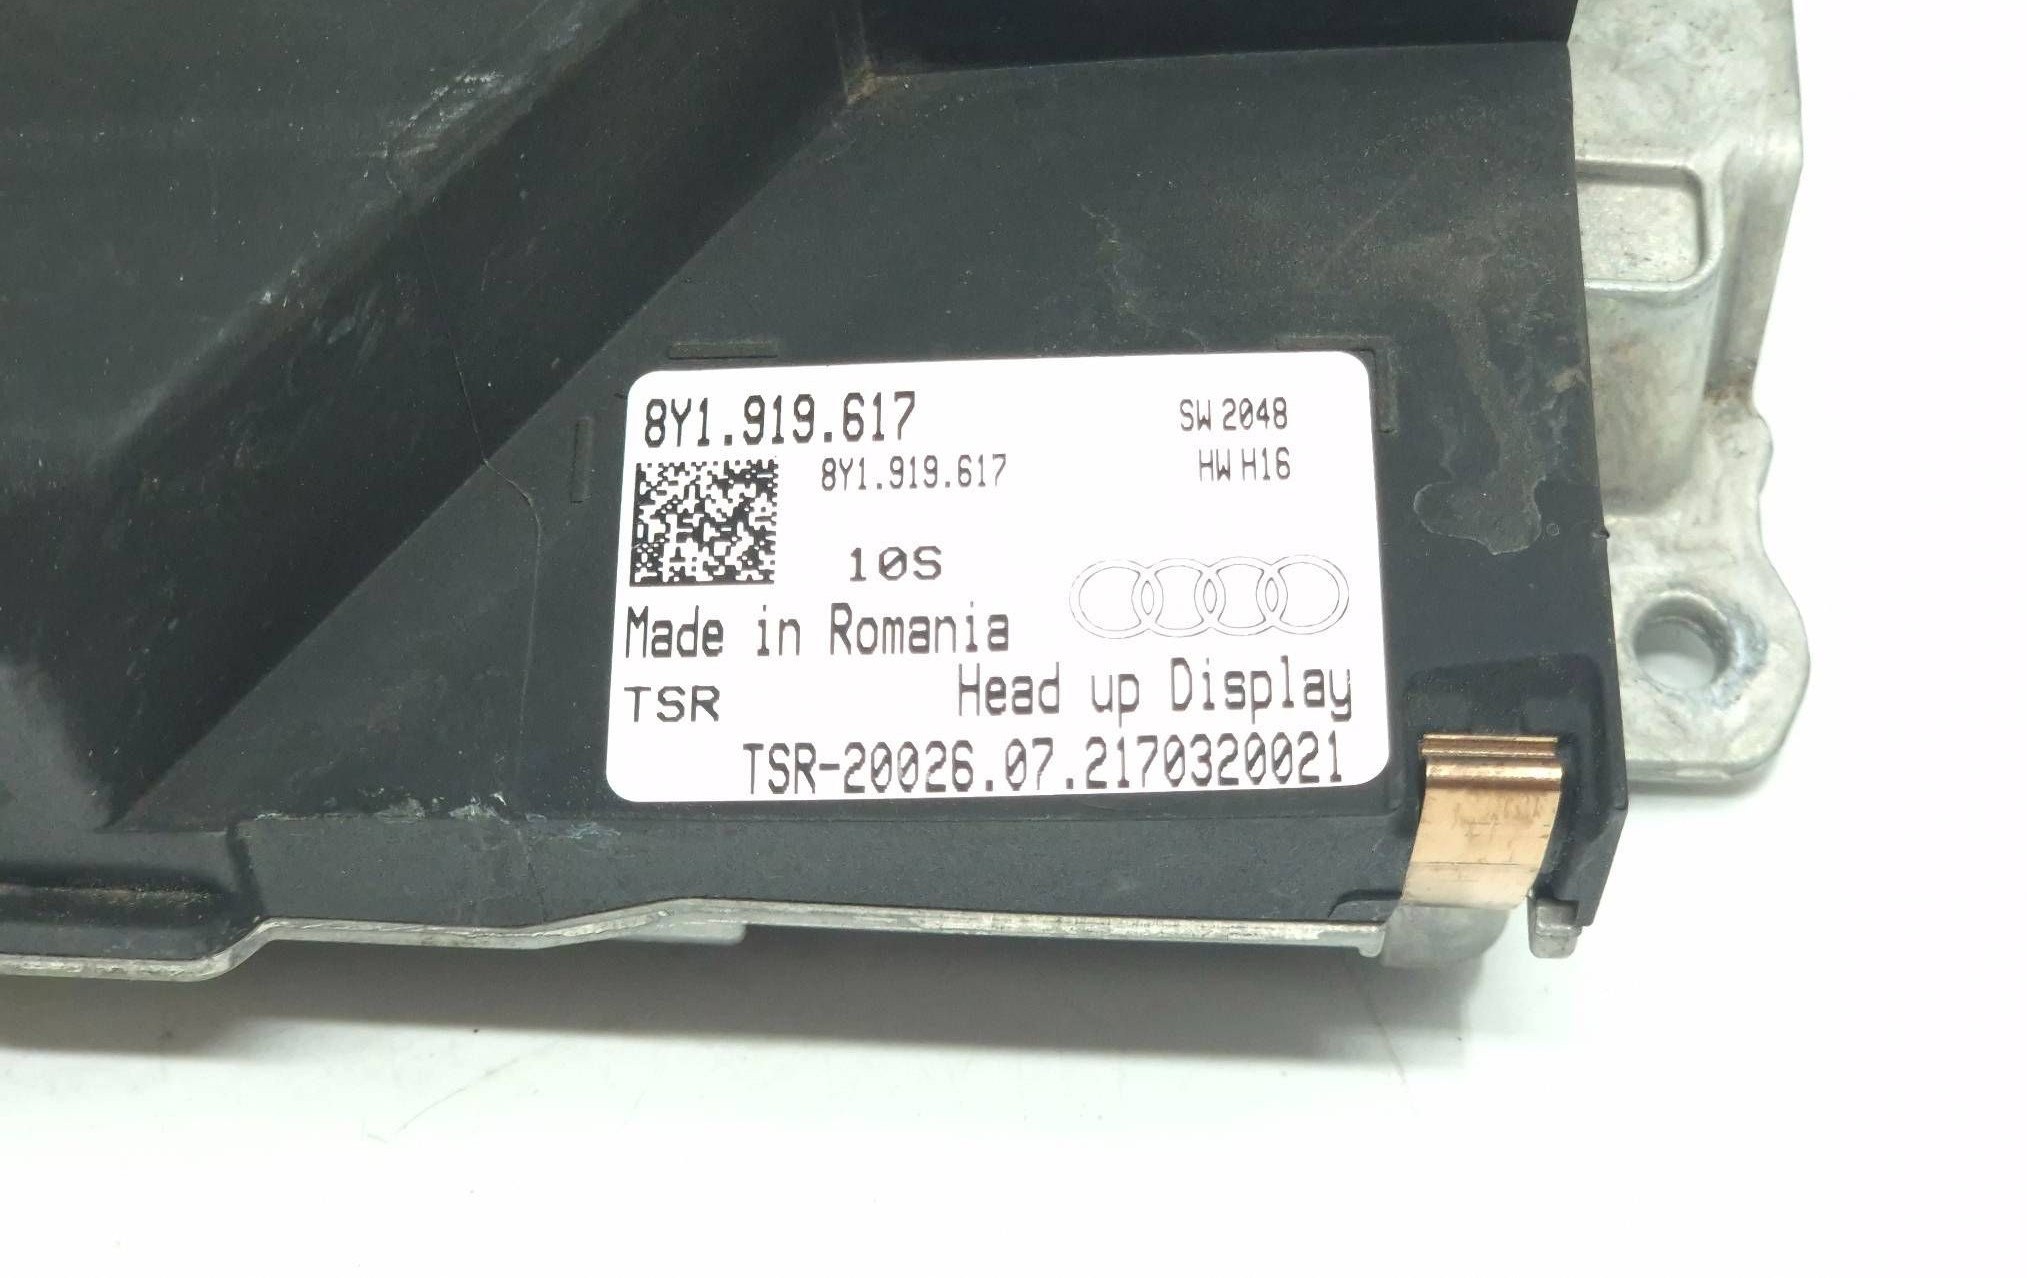 8Y1.919.617
SW 2048
8Y1.919.617
HW H16
10S
Made in Romania
TSR
Head up Display
TSR-20026.07.2170320021